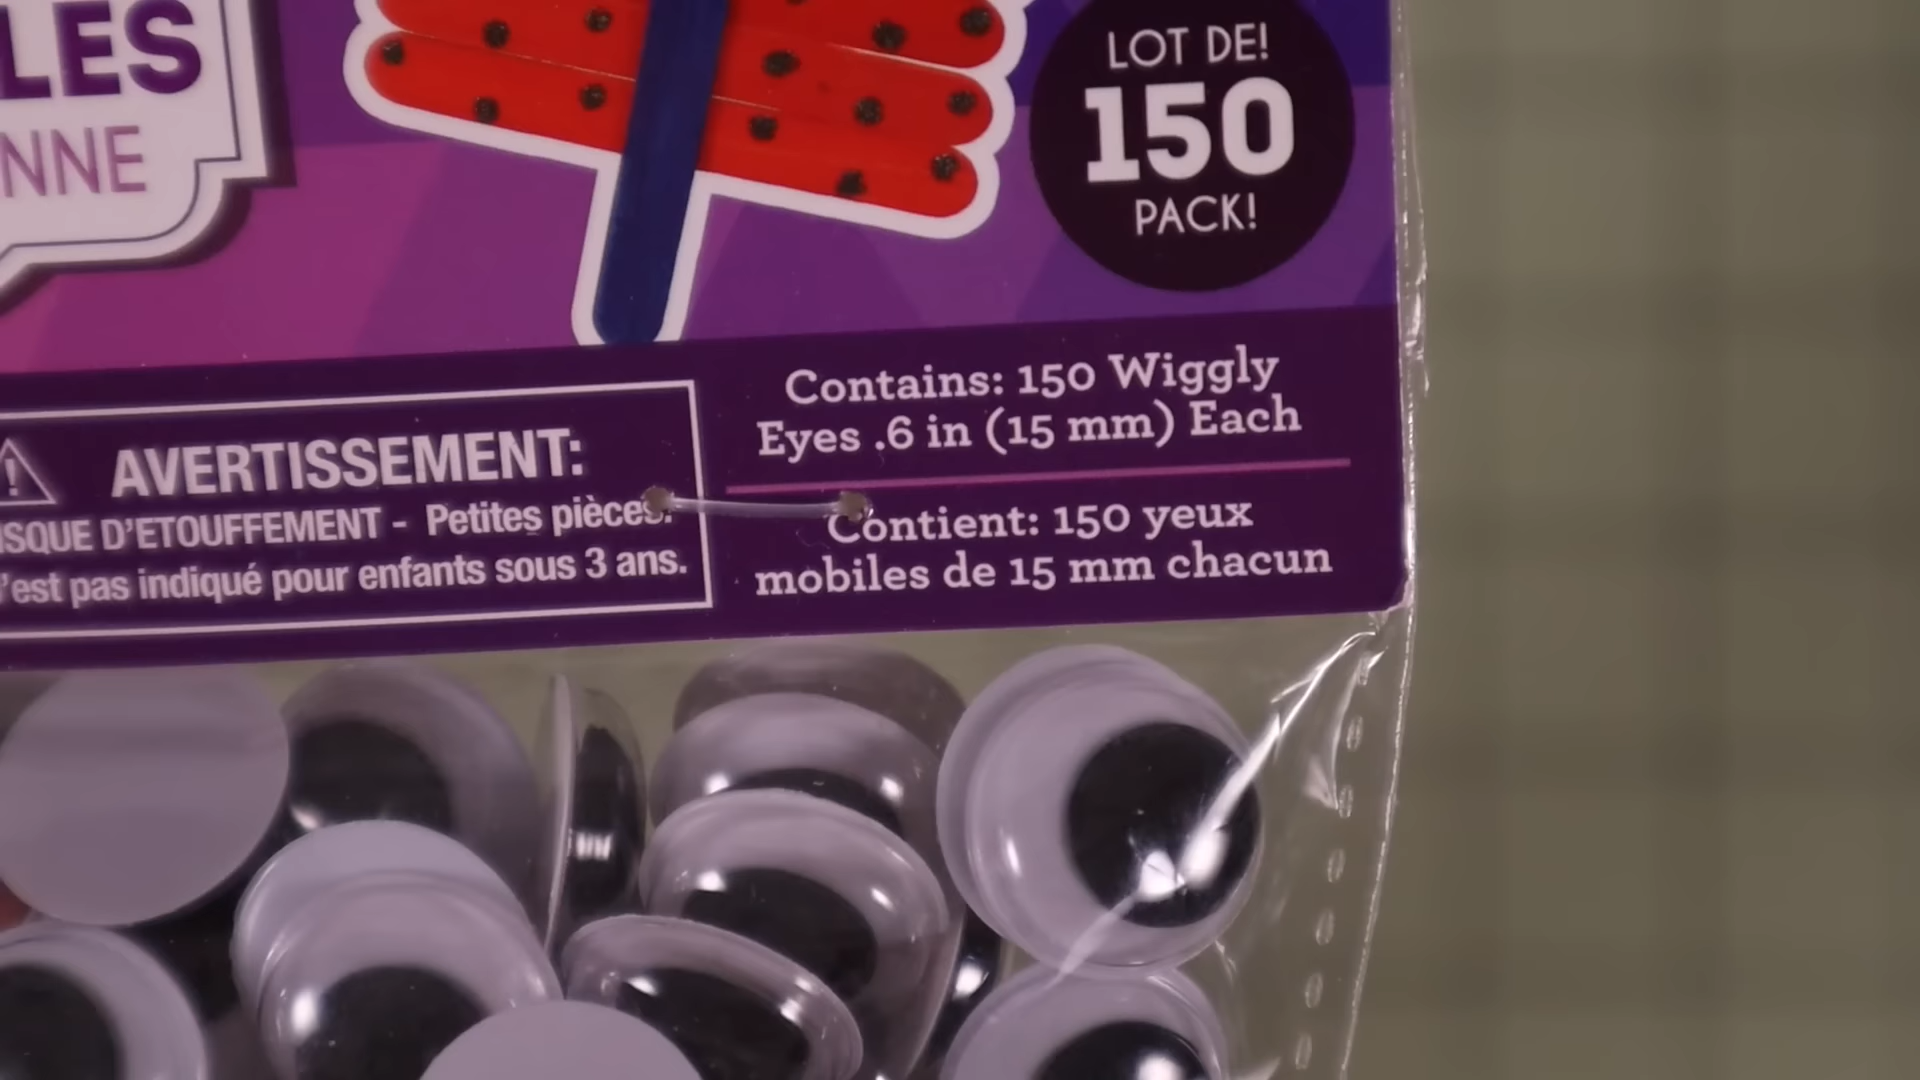 LES
NNE
LOT DE!
150
PACK!
AVERTISSEMENT:
ISQUE D'ETOUFFEMENT - Petites pièces.
'est pas indiqué pour enfants sous 3 ans.
Contains: 150 Wiggly
Eyes .6 in (15 mm) Each
Contient: 150 yeux
mobiles de 15 mm chacun